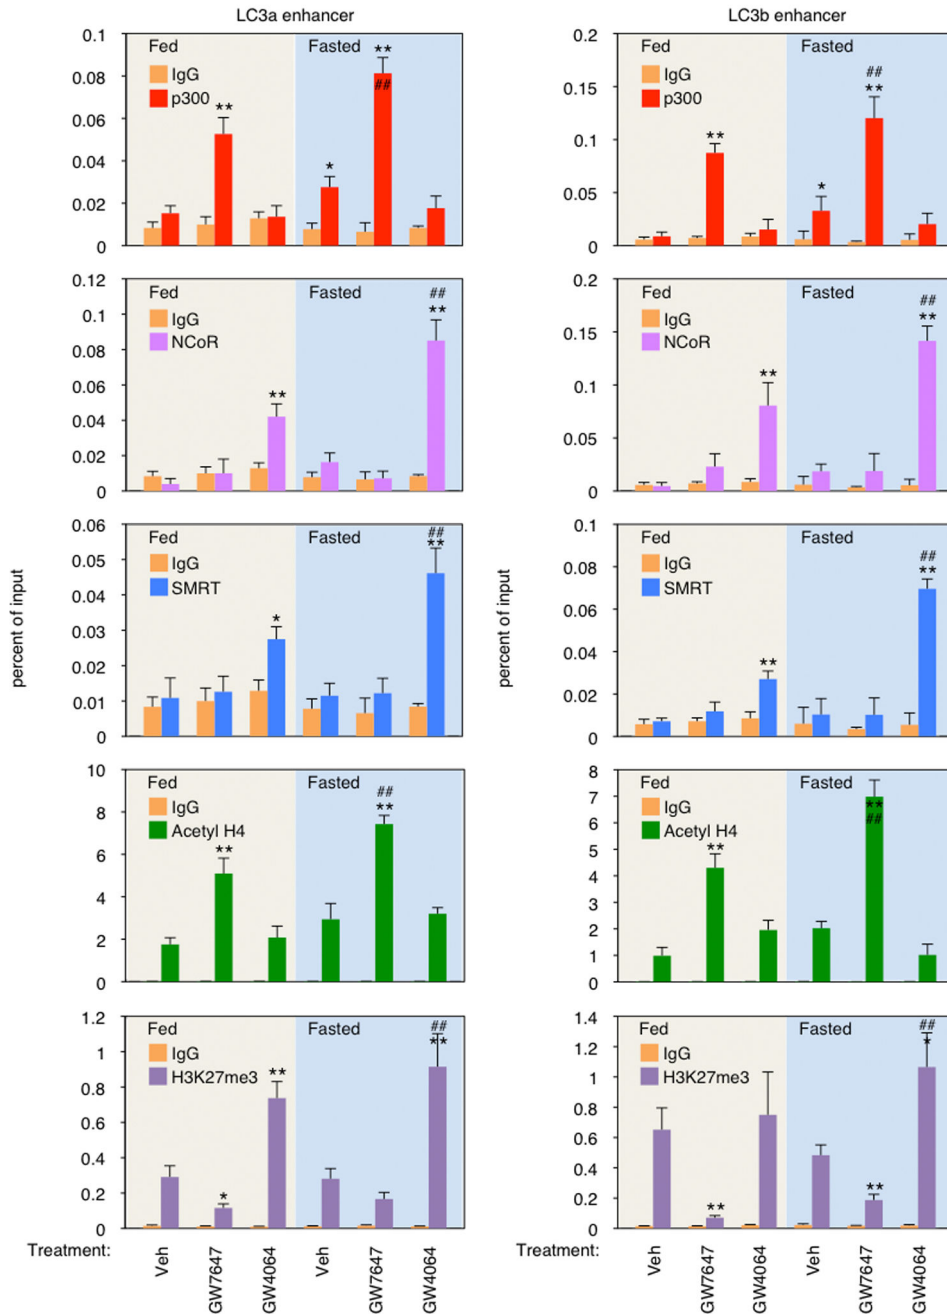 LC3a enhancer
0.1
0.08
0.06
0.04
0.02
0
Fed
IgG
p300
Fasted
**
*
**
##
LC3b enhancer
0.2
0.15
0.1
0.05
0
Fed
IgG
p300
Fasted
**
*
##
**
0.12
0.1
0.08
0.06
0.04
0.02
0
Fed
IgG
NCoR
Fasted
**
##
**
0.2
0.15
0.1
0.05
0
Fed
IgG
NCoR
Fasted
**
##
**
percent of input
0.06
0.05
0.04
0.03
0.02
0.01
0
Fed
IgG
SMRT
Fasted
*
##
**
percent of input
0.1
0.08
0.06
0.04
0.02
0
Fed
IgG
SMRT
Fasted
**
##
**
10
8
6
4
2
0
Fed
IgG
Acetyl H4
Fasted
**
##
**
8
7
6
5
4
3
2
1
0
Fed
IgG
Acetyl H4
Fasted
**
**
##
1.2
1
0.8
0.6
0.4
0.2
0
Fed
IgG
H3K27me3
Fasted
*
**
##
**
1.4
1.2
1
0.8
0.6
0.4
0.2
0
Fed
IgG
H3K27me3
Fasted
**
**
##
*
Treatment:
Veh
GW7647
GW4064
Veh
GW7647
GW4064
Treatment:
Veh
GW7647
GW4064
Veh
GW7647
GW4064